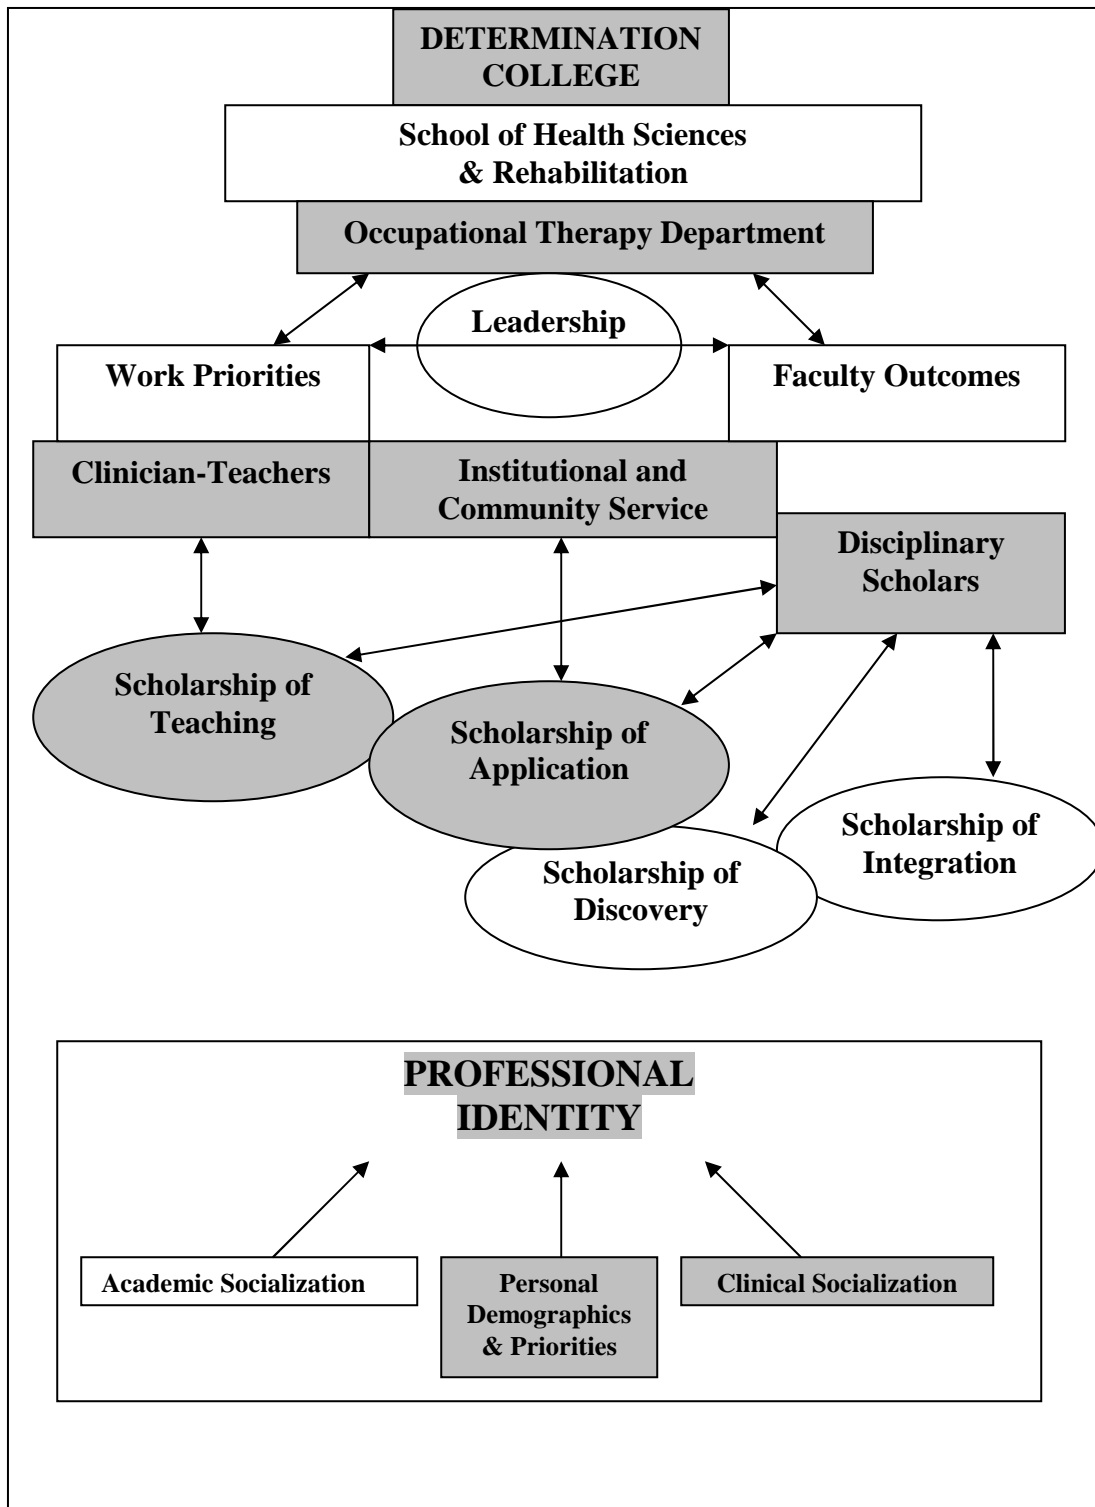 DETERMINATION
COLLEGE
School of Health Sciences
& Rehabilitation
Occupational Therapy Department
Leadership
Work Priorities
Faculty Outcomes
Clinician-Teachers
Institutional and
Community Service
Disciplinary
Scholars
Scholarship of
Teaching
Scholarship of
Application
Scholarship of
Integration
Scholarship of
Discovery
PROFESSIONAL
IDENTITY
Academic Socialization
Personal
Demographics
& Priorities
Clinical Socialization